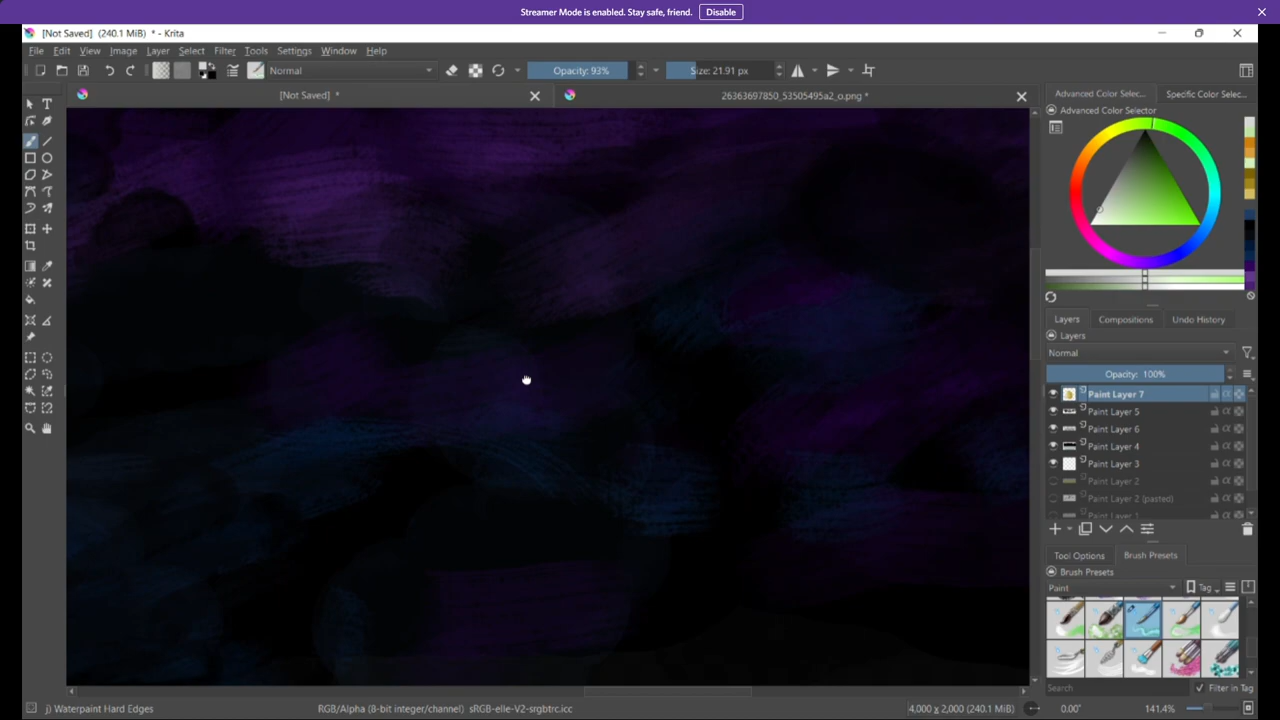 Streamer Mode is enabled. Stay safe, friend. Disable
[Not Saved] (240.1 MiB) * - Krita
File Edit View Image Layer Select Filter Tools Settings Window Help
Normal Opacity: 93% Size: 21.91 px
[Not Saved] * 26363697850_53505495a2_o.png *
Advanced Color Selec... Specific Color Selec...
Advanced Color Selector
Layers Compositions Undo History
Layers
Normal
Opacity: 100%
Paint Layer 7
Paint Layer 5
Paint Layer 6
Paint Layer 4
Paint Layer 3
Paint Layer 2
Paint Layer 2 (pasted)
Paint Layer 1
Tool Options Brush Presets
Brush Presets
Paint Tag
Search Filter in Tag
j) Waterpaint Hard Edges RGB/Alpha (8-bit integer/channel) sRGB-elle-V2-srgbtrc.icc 4,000 x 2,000 (240.1 MiB) 0.00° 141.4%